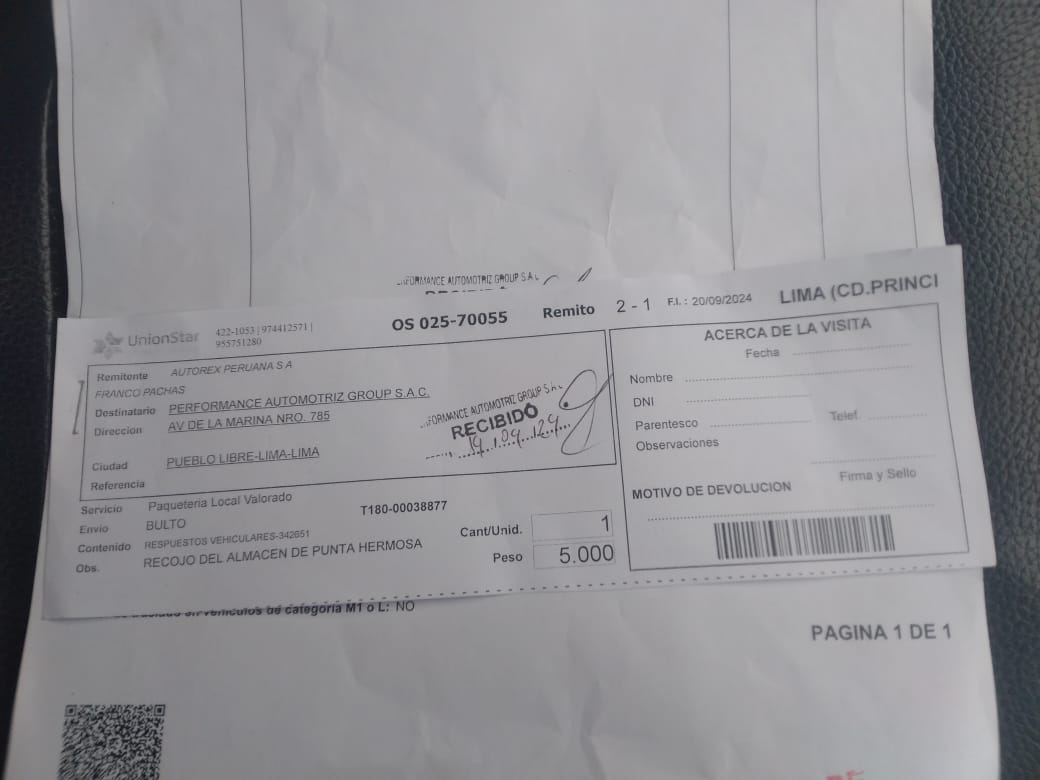 FORMANCE AUTOMOTRIZ GROUP S.A.
UnionStar
422-1053 | 974412571 |
955751280
OS 025-70055
Remito 2 - 1
F.I. : 20/09/2024
LIMA (CD.PRINCI
Remitente AUTOREX PERUANA S A
FRANCO PACHAS
Destinatario PERFORMANCE AUTOMOTRIZ GROUP S.A.C.
Direccion AV DE LA MARINA NRO. 785
Ciudad PUEBLO LIBRE-LIMA-LIMA
Referencia
FORMANCE AUTOMOTRIZ GROUP S.A.
RECIBIDO
Servicio Paqueteria Local Valorado
Envio BULTO
T180-00038877
Contenido RESPUESTOS VEHICULARES-342651
Obs. RECOJO DEL ALMACEN DE PUNTA HERMOSA
Cant/Unid. 1
Peso 5.000
ACERCA DE LA VISITA
Fecha
Nombre
DNI
Parentesco Telef.
Observaciones
Firma y Sello
MOTIVO DE DEVOLUCION
en vehiculos de categoria M1 o L: NO
PAGINA 1 DE 1